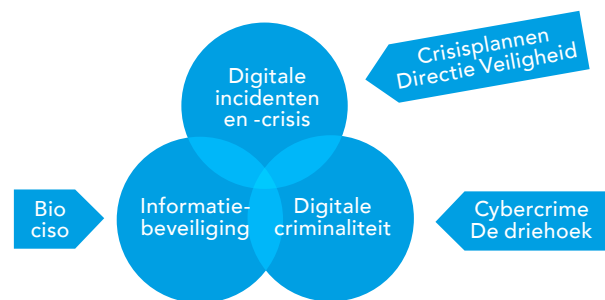 Crisisplannen
Directie Veiligheid
Digitale
incidenten
en -crisis
Bio
ciso
Informatie-
beveiliging
Digitale
criminaliteit
Cybercrime
De driehoek